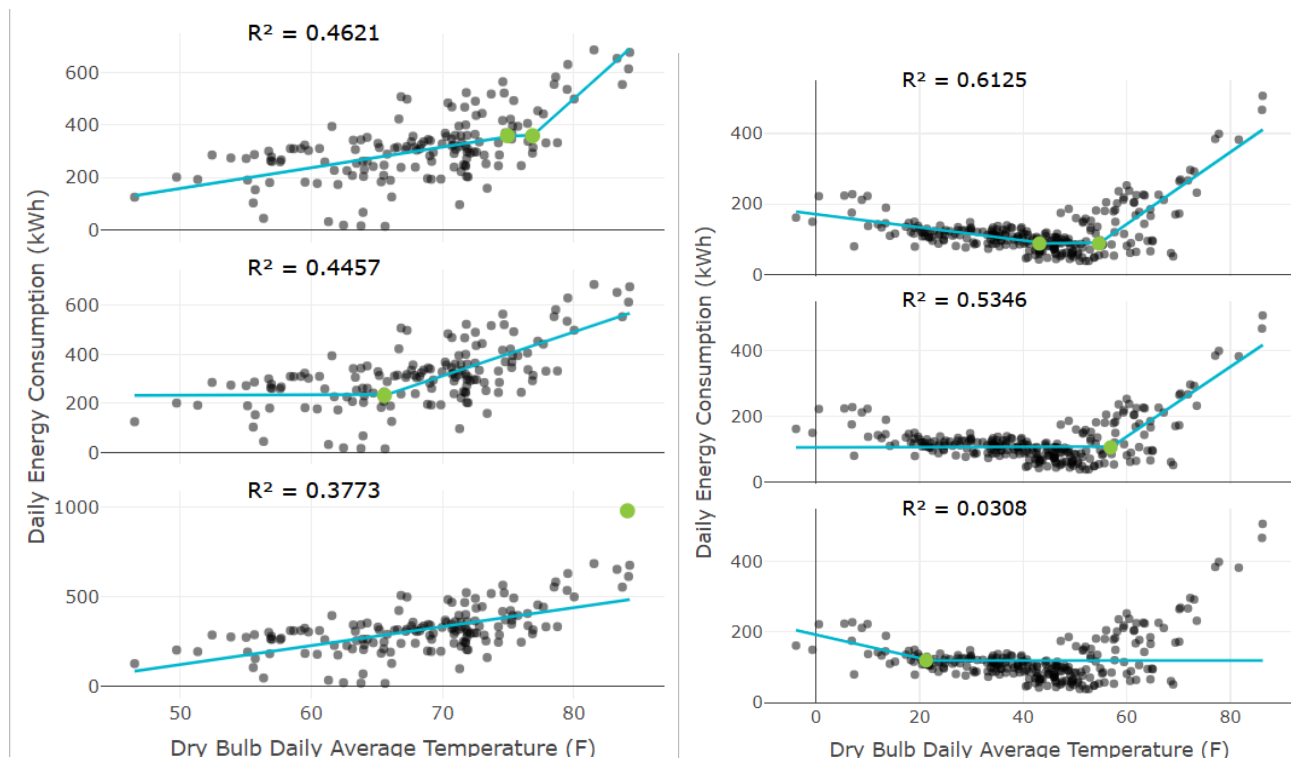 R² = 0.4621
600
400
200
0
R² = 0.4457
600
400
200
0
R² = 0.3773
1000
500
0
50 60 70 80
Daily Energy Consumption (kWh)
Dry Bulb Daily Average Temperature (F)
R² = 0.6125
400
200
0
R² = 0.5346
400
200
0
R² = 0.0308
400
200
0
0 20 40 60 80
Daily Energy Consumption (kWh)
Dry Bulb Daily Average Temperature (F)